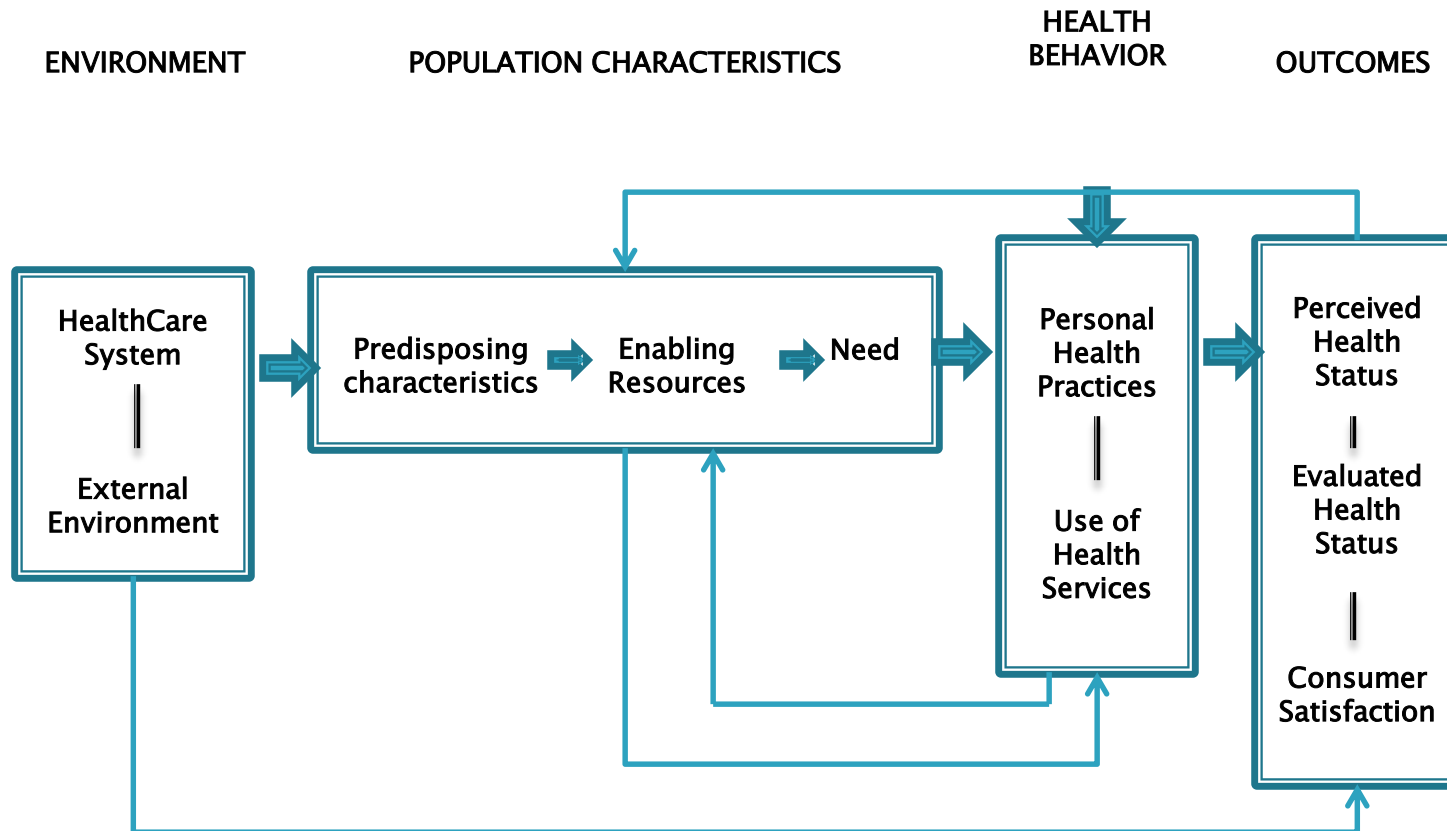 ENVIRONMENT
POPULATION CHARACTERISTICS
HEALTH
BEHAVIOR
OUTCOMES
HealthCare
System
External
Environment
Predisposing
characteristics
Enabling
Resources
Need
Personal
Health
Practices
Use of
Health
Services
Perceived
Health
Status
Evaluated
Health
Status
Consumer
Satisfaction